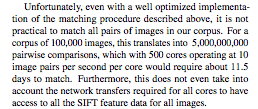 Unfortunately, even with a well optimized implementa-
tion of the matching procedure described above, it is not
practical to match all pairs of images in our corpus. For a
corpus of 100,000 images, this translates into 5,000,000,000
pairwise comparisons, which with 500 cores operating at 10
image pairs per second per core would require about 11.5
days to match. Furthermore, this does not even take into
account the network transfers required for all cores to have
access to all the SIFT feature data for all images.